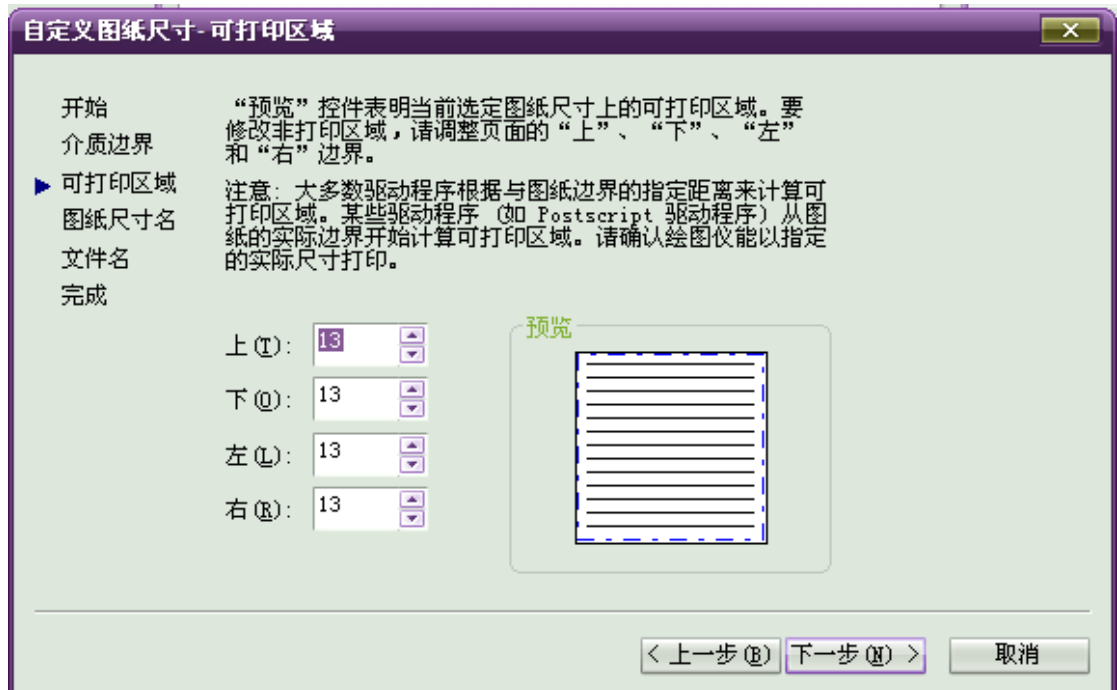 自定义图纸尺寸-可打印区域
开始
介质边界
可打印区域
图纸尺寸名
文件名
完成
“预览”控件表明当前选定图纸尺寸上的可打印区域。要
修改非打印区域，请调整页面的“上”、“下”、“左”
和“右”边界。
注意: 大多数驱动程序根据与图纸边界的指定距离来计算可
打印区域。某些驱动程序 (如 Postscript 驱动程序) 从图
纸的实际边界开始计算可打印区域。请确认绘图仪能以指定
的实际尺寸打印。
上(T): 13
下(O): 13
左(L): 13
右(R): 13
预览
< 上一步(B) 下一步(N) > 取消